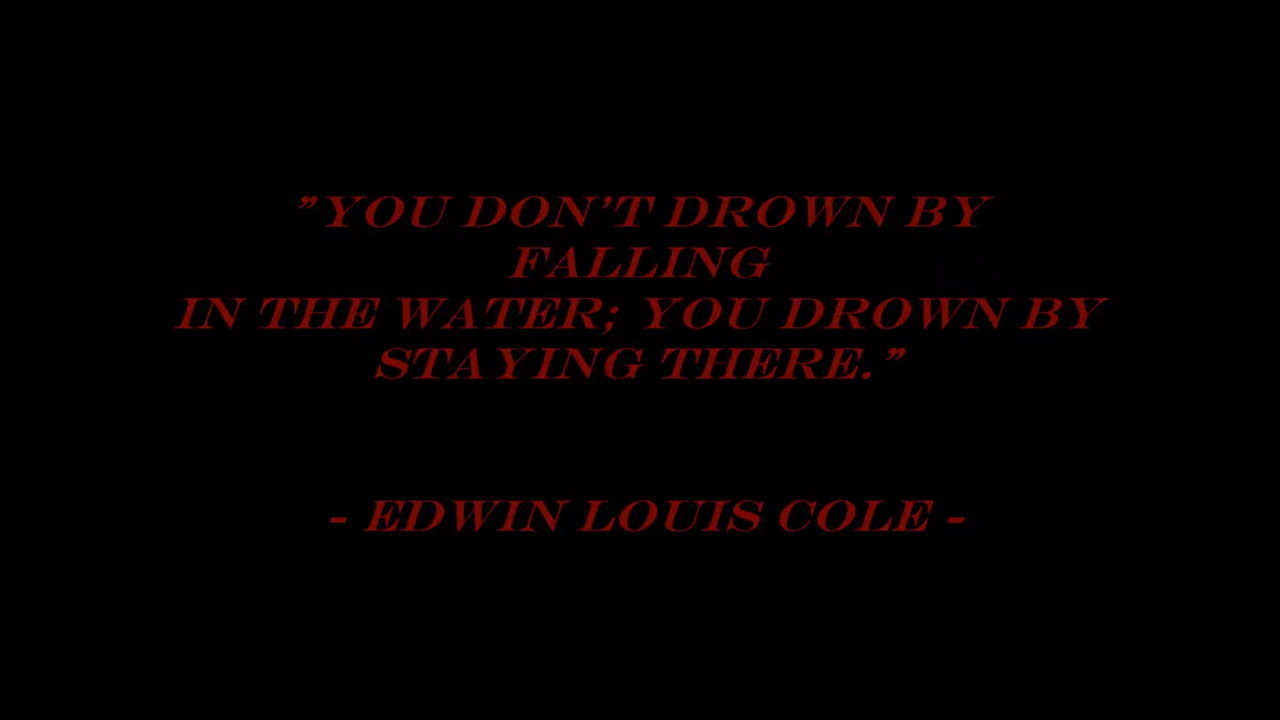 ”YOU DON’T DROWN BY
FALLING
IN THE WATER; YOU DROWN BY
STAYING THERE.”
- EDWIN LOUIS COLE -